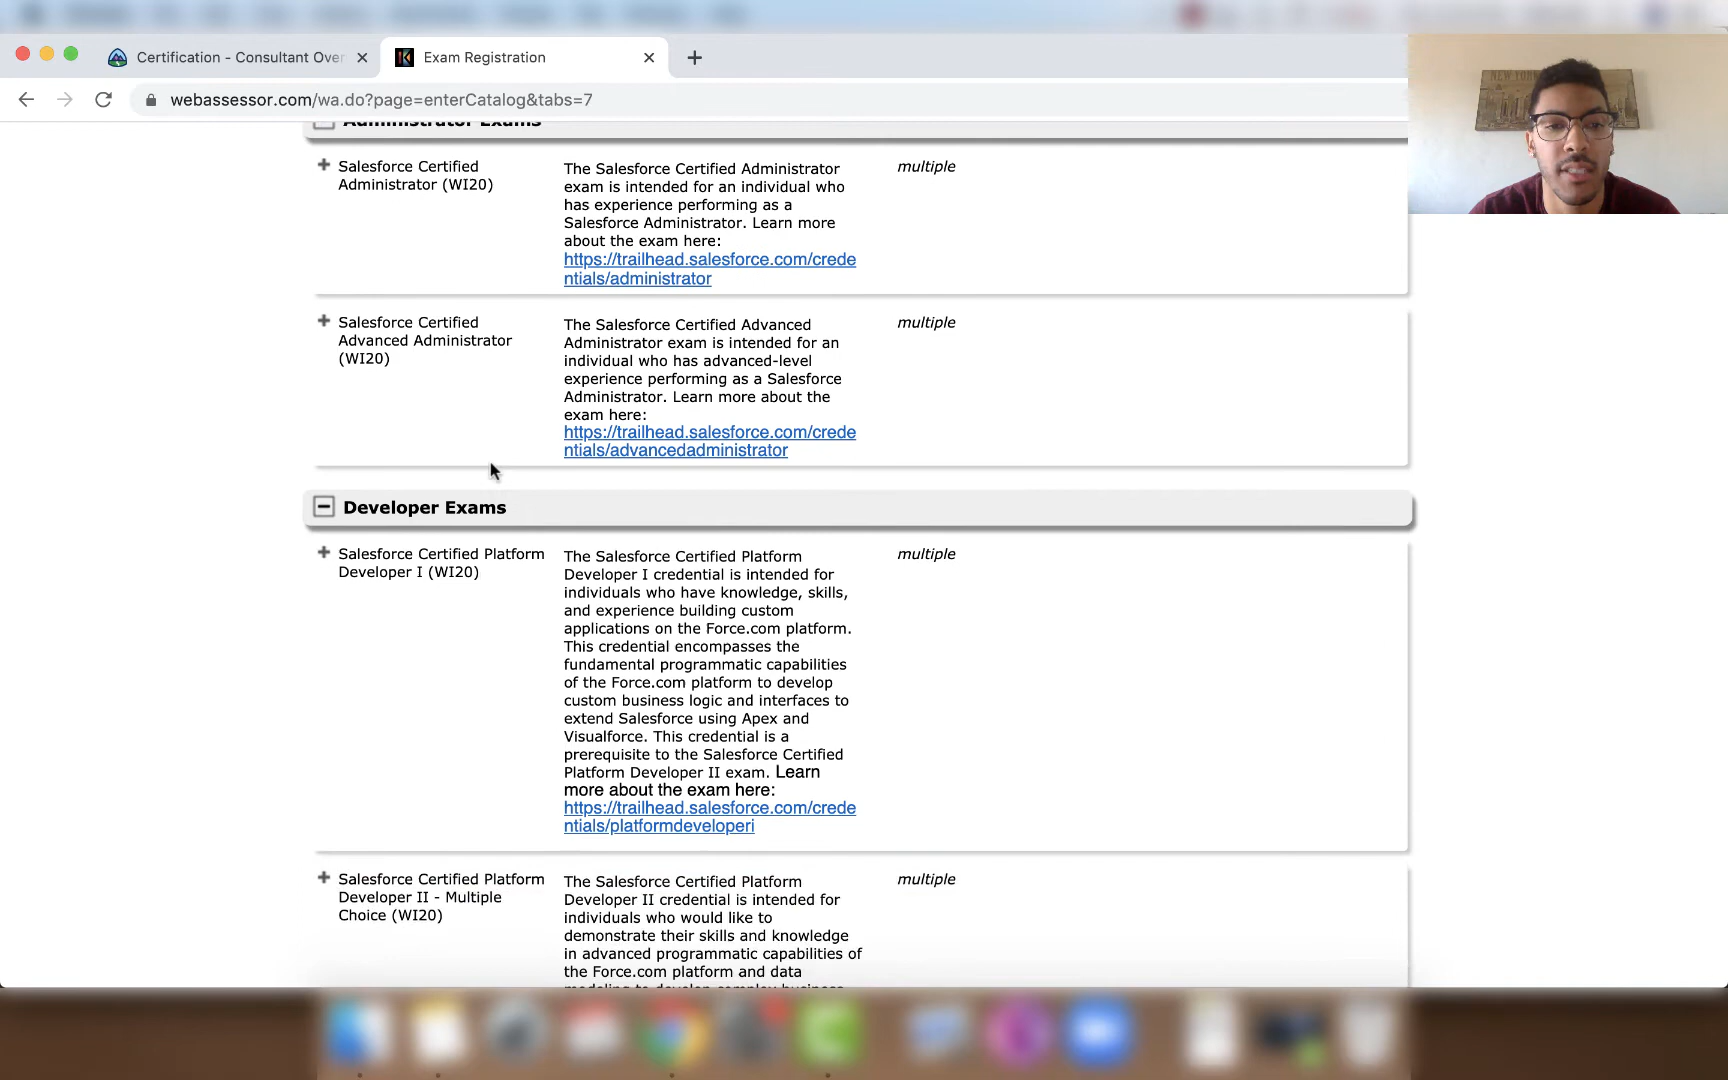 Certification - Consultant Over
Exam Registration
webassessor.com/wa.do?page=enterCatalog&tabs=7
NEW YORK
Administrator Exams
Salesforce Certified
Administrator (WI20)
The Salesforce Certified Administrator
exam is intended for an individual who
has experience performing as a
Salesforce Administrator. Learn more
about the exam here:
https://trailhead.salesforce.com/crede
ntials/administrator
multiple
Salesforce Certified
Advanced Administrator
(WI20)
The Salesforce Certified Advanced
Administrator exam is intended for an
individual who has advanced-level
experience performing as a Salesforce
Administrator. Learn more about the
exam here:
https://trailhead.salesforce.com/crede
ntials/advancedadministrator
multiple
Developer Exams
Salesforce Certified Platform
Developer I (WI20)
The Salesforce Certified Platform
Developer I credential is intended for
individuals who have knowledge, skills,
and experience building custom
applications on the Force.com platform.
This credential encompasses the
fundamental programmatic capabilities
of the Force.com platform to develop
custom business logic and interfaces to
extend Salesforce using Apex and
Visualforce. This credential is a
prerequisite to the Salesforce Certified
Platform Developer II exam. Learn
more about the exam here:
https://trailhead.salesforce.com/crede
ntials/platformdeveloperi
multiple
Salesforce Certified Platform
Developer II - Multiple
Choice (WI20)
The Salesforce Certified Platform
Developer II credential is intended for
individuals who would like to
demonstrate their skills and knowledge
in advanced programmatic capabilities of
the Force.com platform and data
modeling to develop complex business
multiple